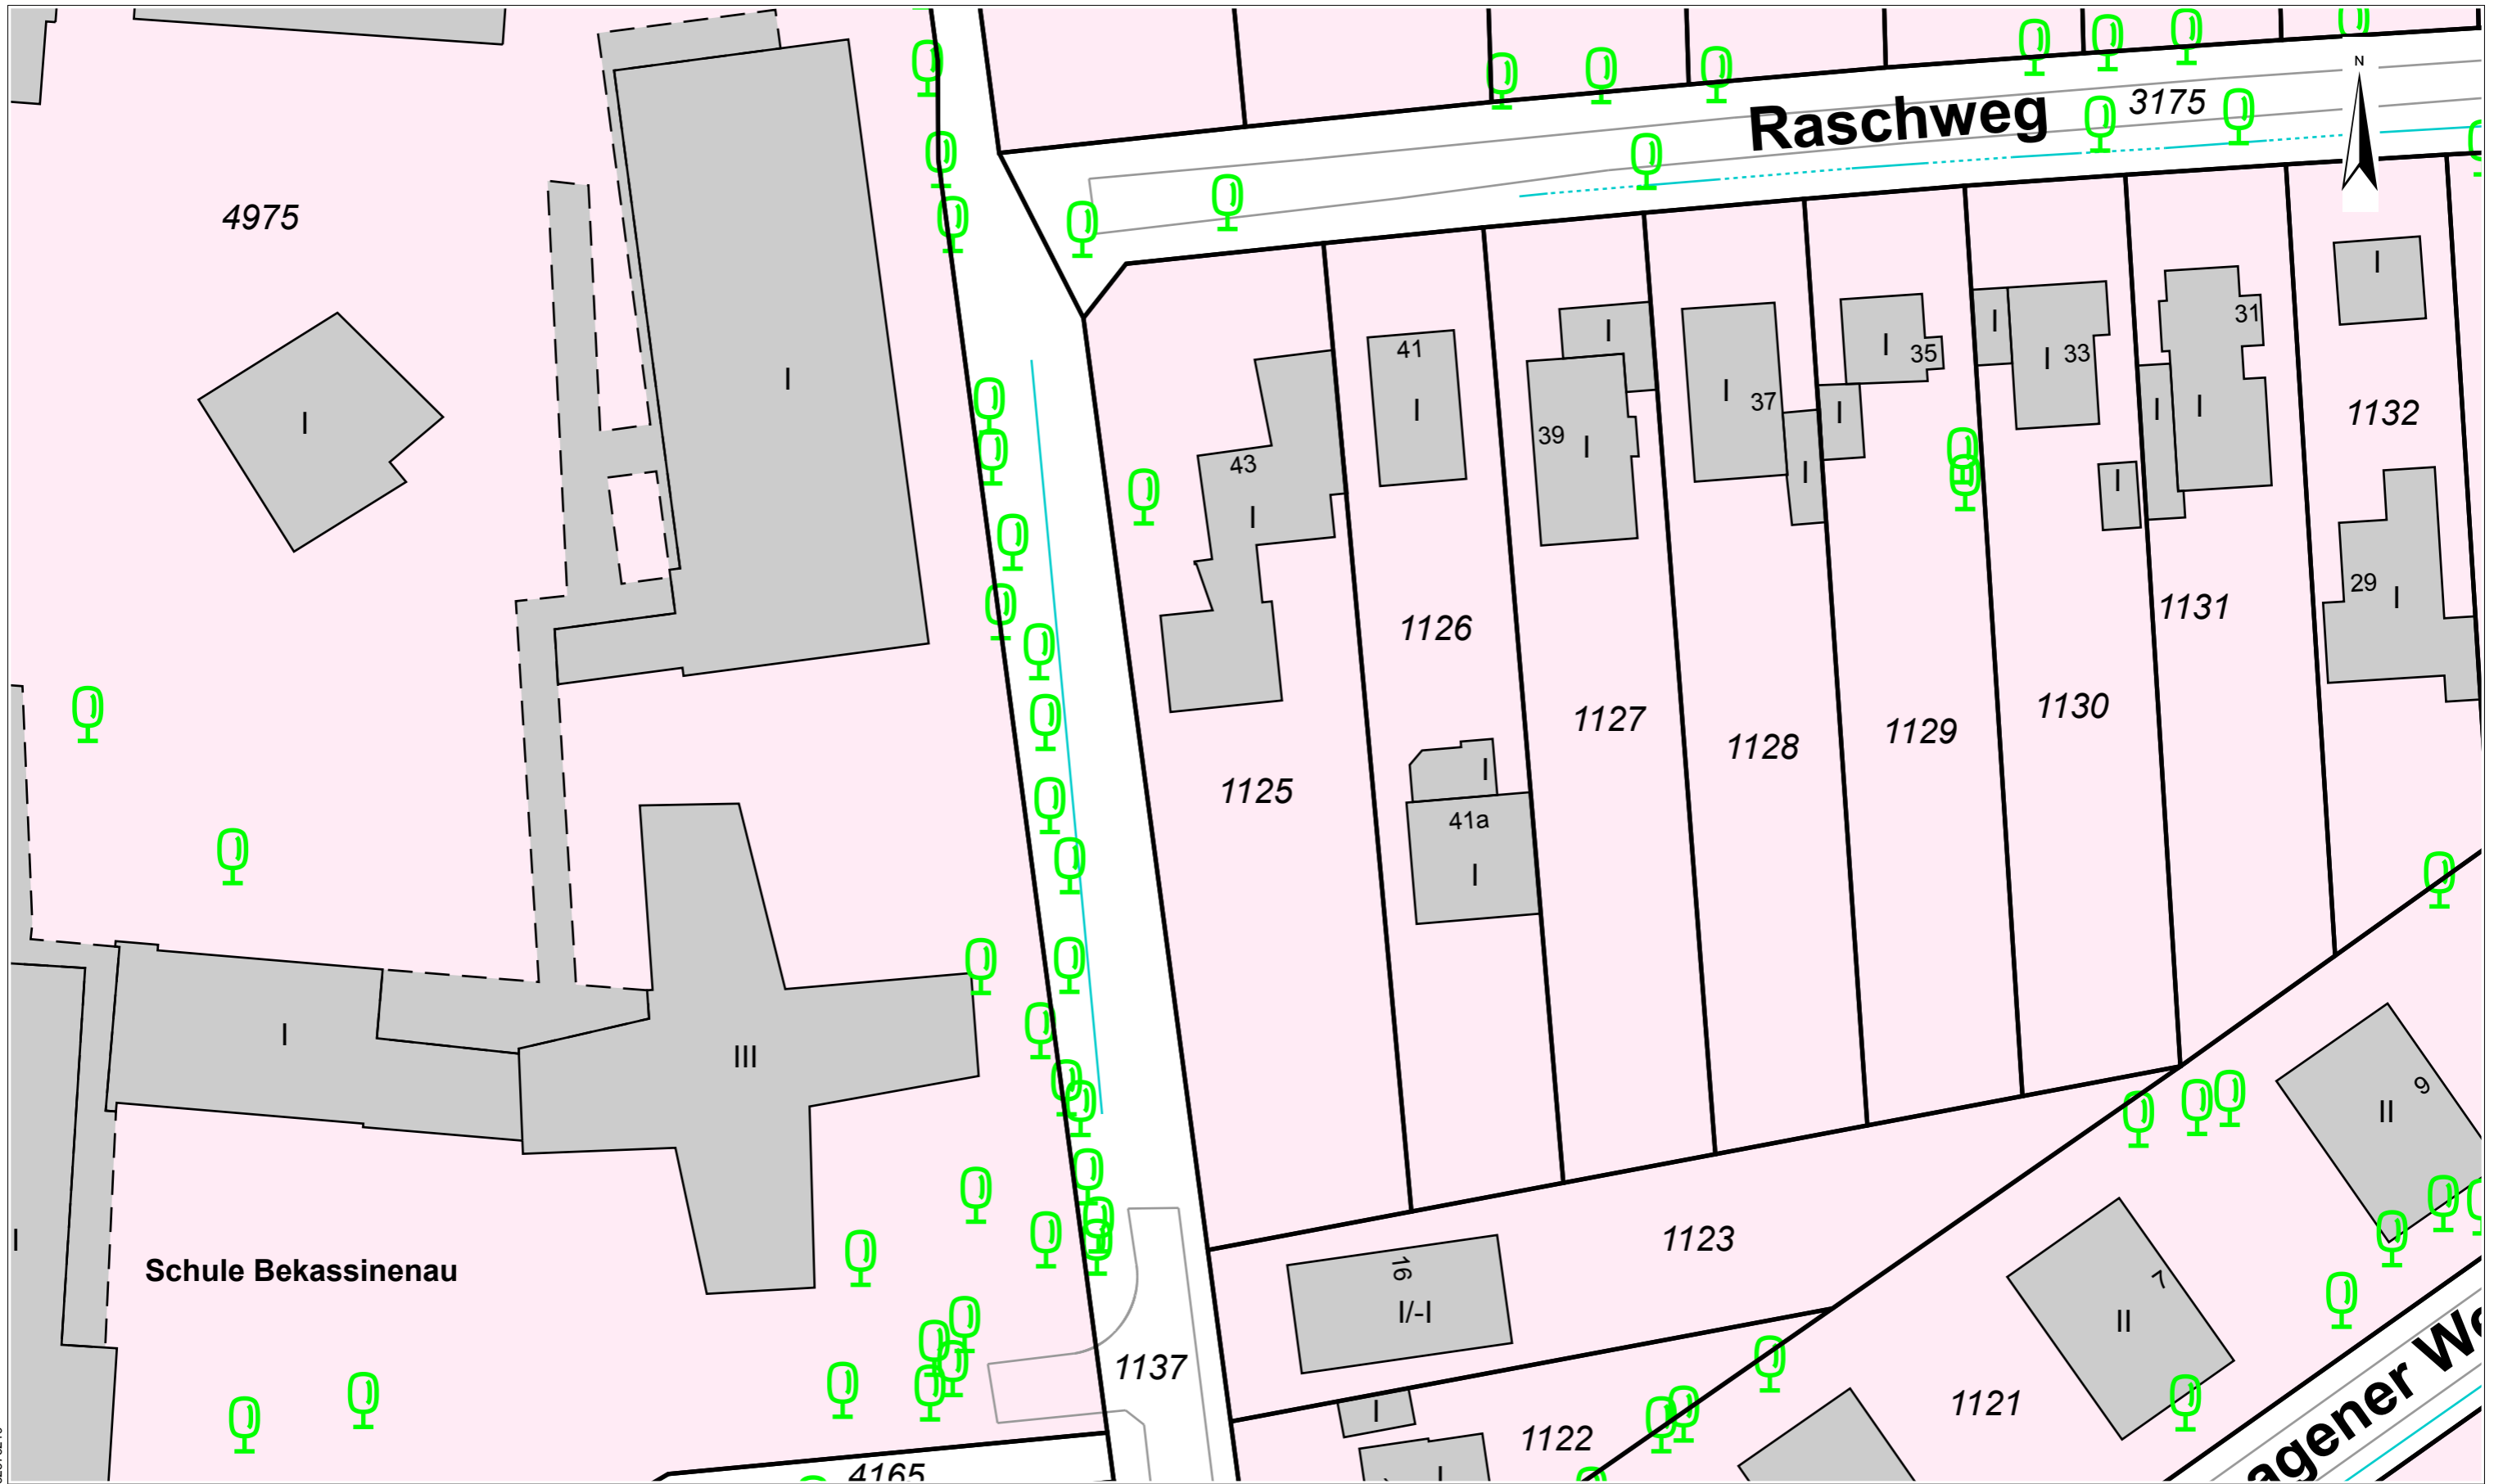 N
3175
Raschweg
4975
I
I
I
31
41
I
I
35
I
I
33
I
I
37
I
I
I
I
I
I
43
39
I
I
I
1132
I
29
I
1131
1126
1130
1127
1129
1128
I
1125
41a
I
I
III
9
II
I
1123
Schule Bekassinenau
16
I/-I
7
II
1137
1121
I
1122
4165
I
agener We